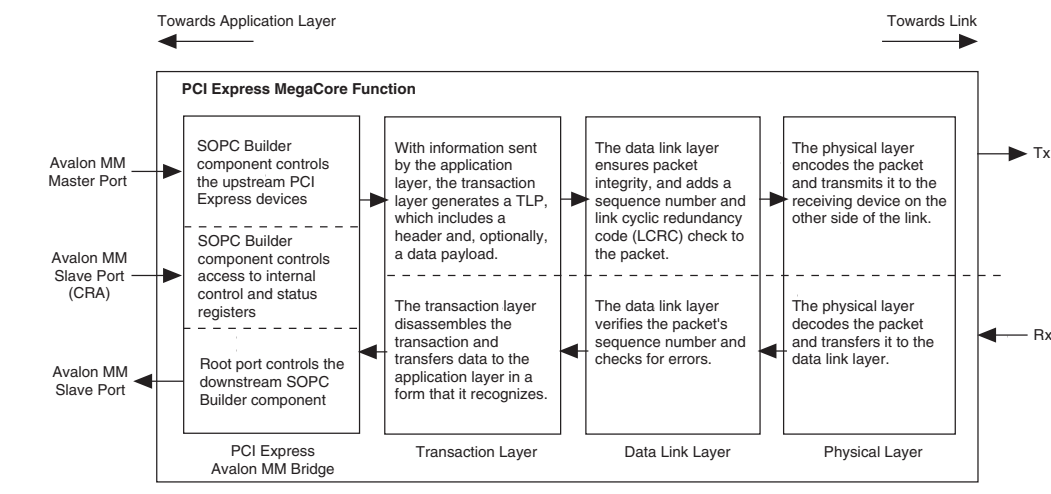 Towards Application Layer
Towards Link
PCI Express MegaCore Function
Avalon MM
Master Port
SOPC Builder
component controls
the upstream PCI
Express devices
With information sent
by the application
layer, the transaction
layer generates a TLP,
which includes a
header and, optionally,
a data payload.
The data link layer
ensures packet
integrity, and adds a
sequence number and
link cyclic redundancy
code (LCRC) check to
the packet.
The physical layer
encodes the packet
and transmits it to the
receiving device on the
other side of the link.
Tx
Avalon MM
Slave Port
(CRA)
SOPC Builder
component controls
access to internal
control and status
registers
Avalon MM
Slave Port
Root port controls the
downstream SOPC
Builder component
The transaction layer
disassembles the
transaction and
transfers data to the
application layer in a
form that it recognizes.
The data link layer
verifies the packet's
sequence number and
checks for errors.
The physical layer
decodes the packet
and transfers it to the
data link layer.
Rx
PCI Express
Avalon MM Bridge
Transaction Layer
Data Link Layer
Physical Layer